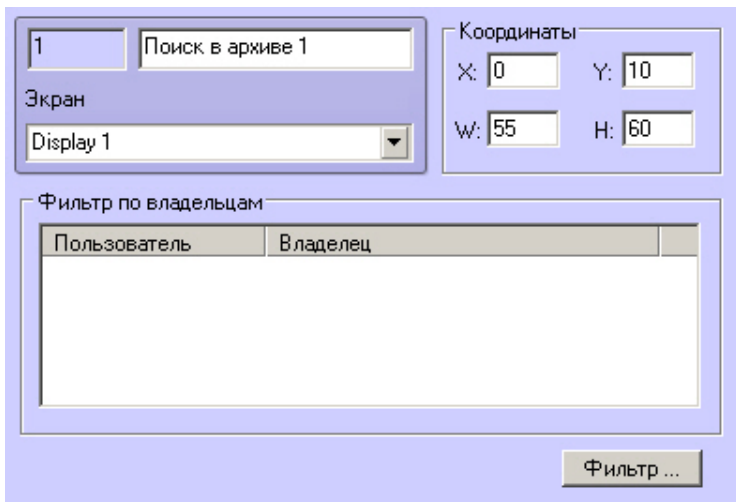 1 Поиск в архиве 1
Экран
Display 1
Координаты
X: 0 Y: 10
W: 55 H: 60
Фильтр по владельцам
Пользователь Владелец
Фильтр ...